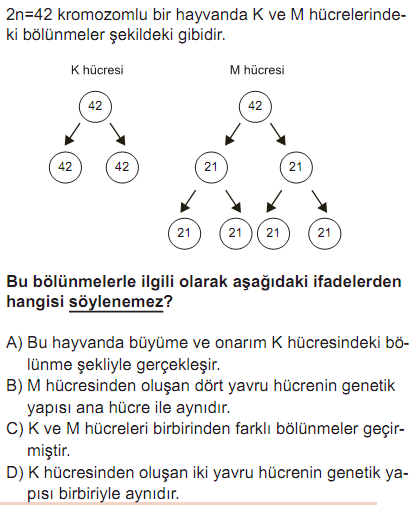 2n=42 kromozomlu bir hayvanda K ve M hücrelerinde-
ki bölünmeler şekildeki gibidir.
K hücresi M hücresi
42 42
42 42 21 21
21 21 21 21
Bu bölünmelerle ilgili olarak aşağıdaki ifadelerden
hangisi söylenemez?
A) Bu hayvanda büyüme ve onarım K hücresindeki bö-
lünme şekliyle gerçekleşir.
B) M hücresinden oluşan dört yavru hücrenin genetik
yapısı ana hücre ile aynıdır.
C) K ve M hücreleri birbirinden farklı bölünmeler geçir-
miştir.
D) K hücresinden oluşan iki yavru hücrenin genetik ya-
pısı birbiriyle aynıdır.